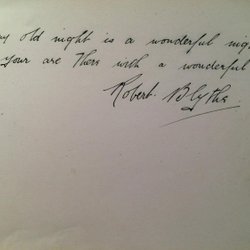 old night is a wonderful nig
your are There with a wonderful
Robert. Blythe